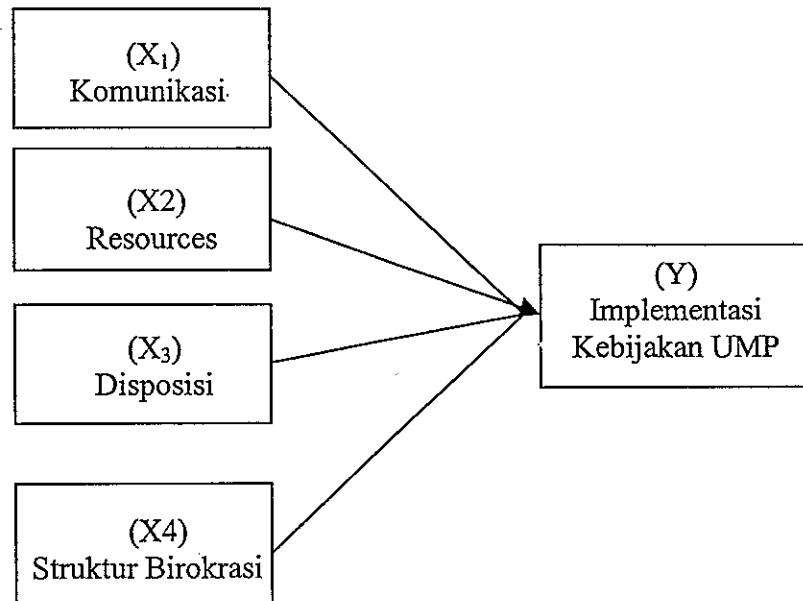 (X₁)
Komunikasi
(X2)
Resources
(X₃)
Disposisi
(X4)
Struktur Birokrasi
(Y)
Implementasi
Kebijakan UMP